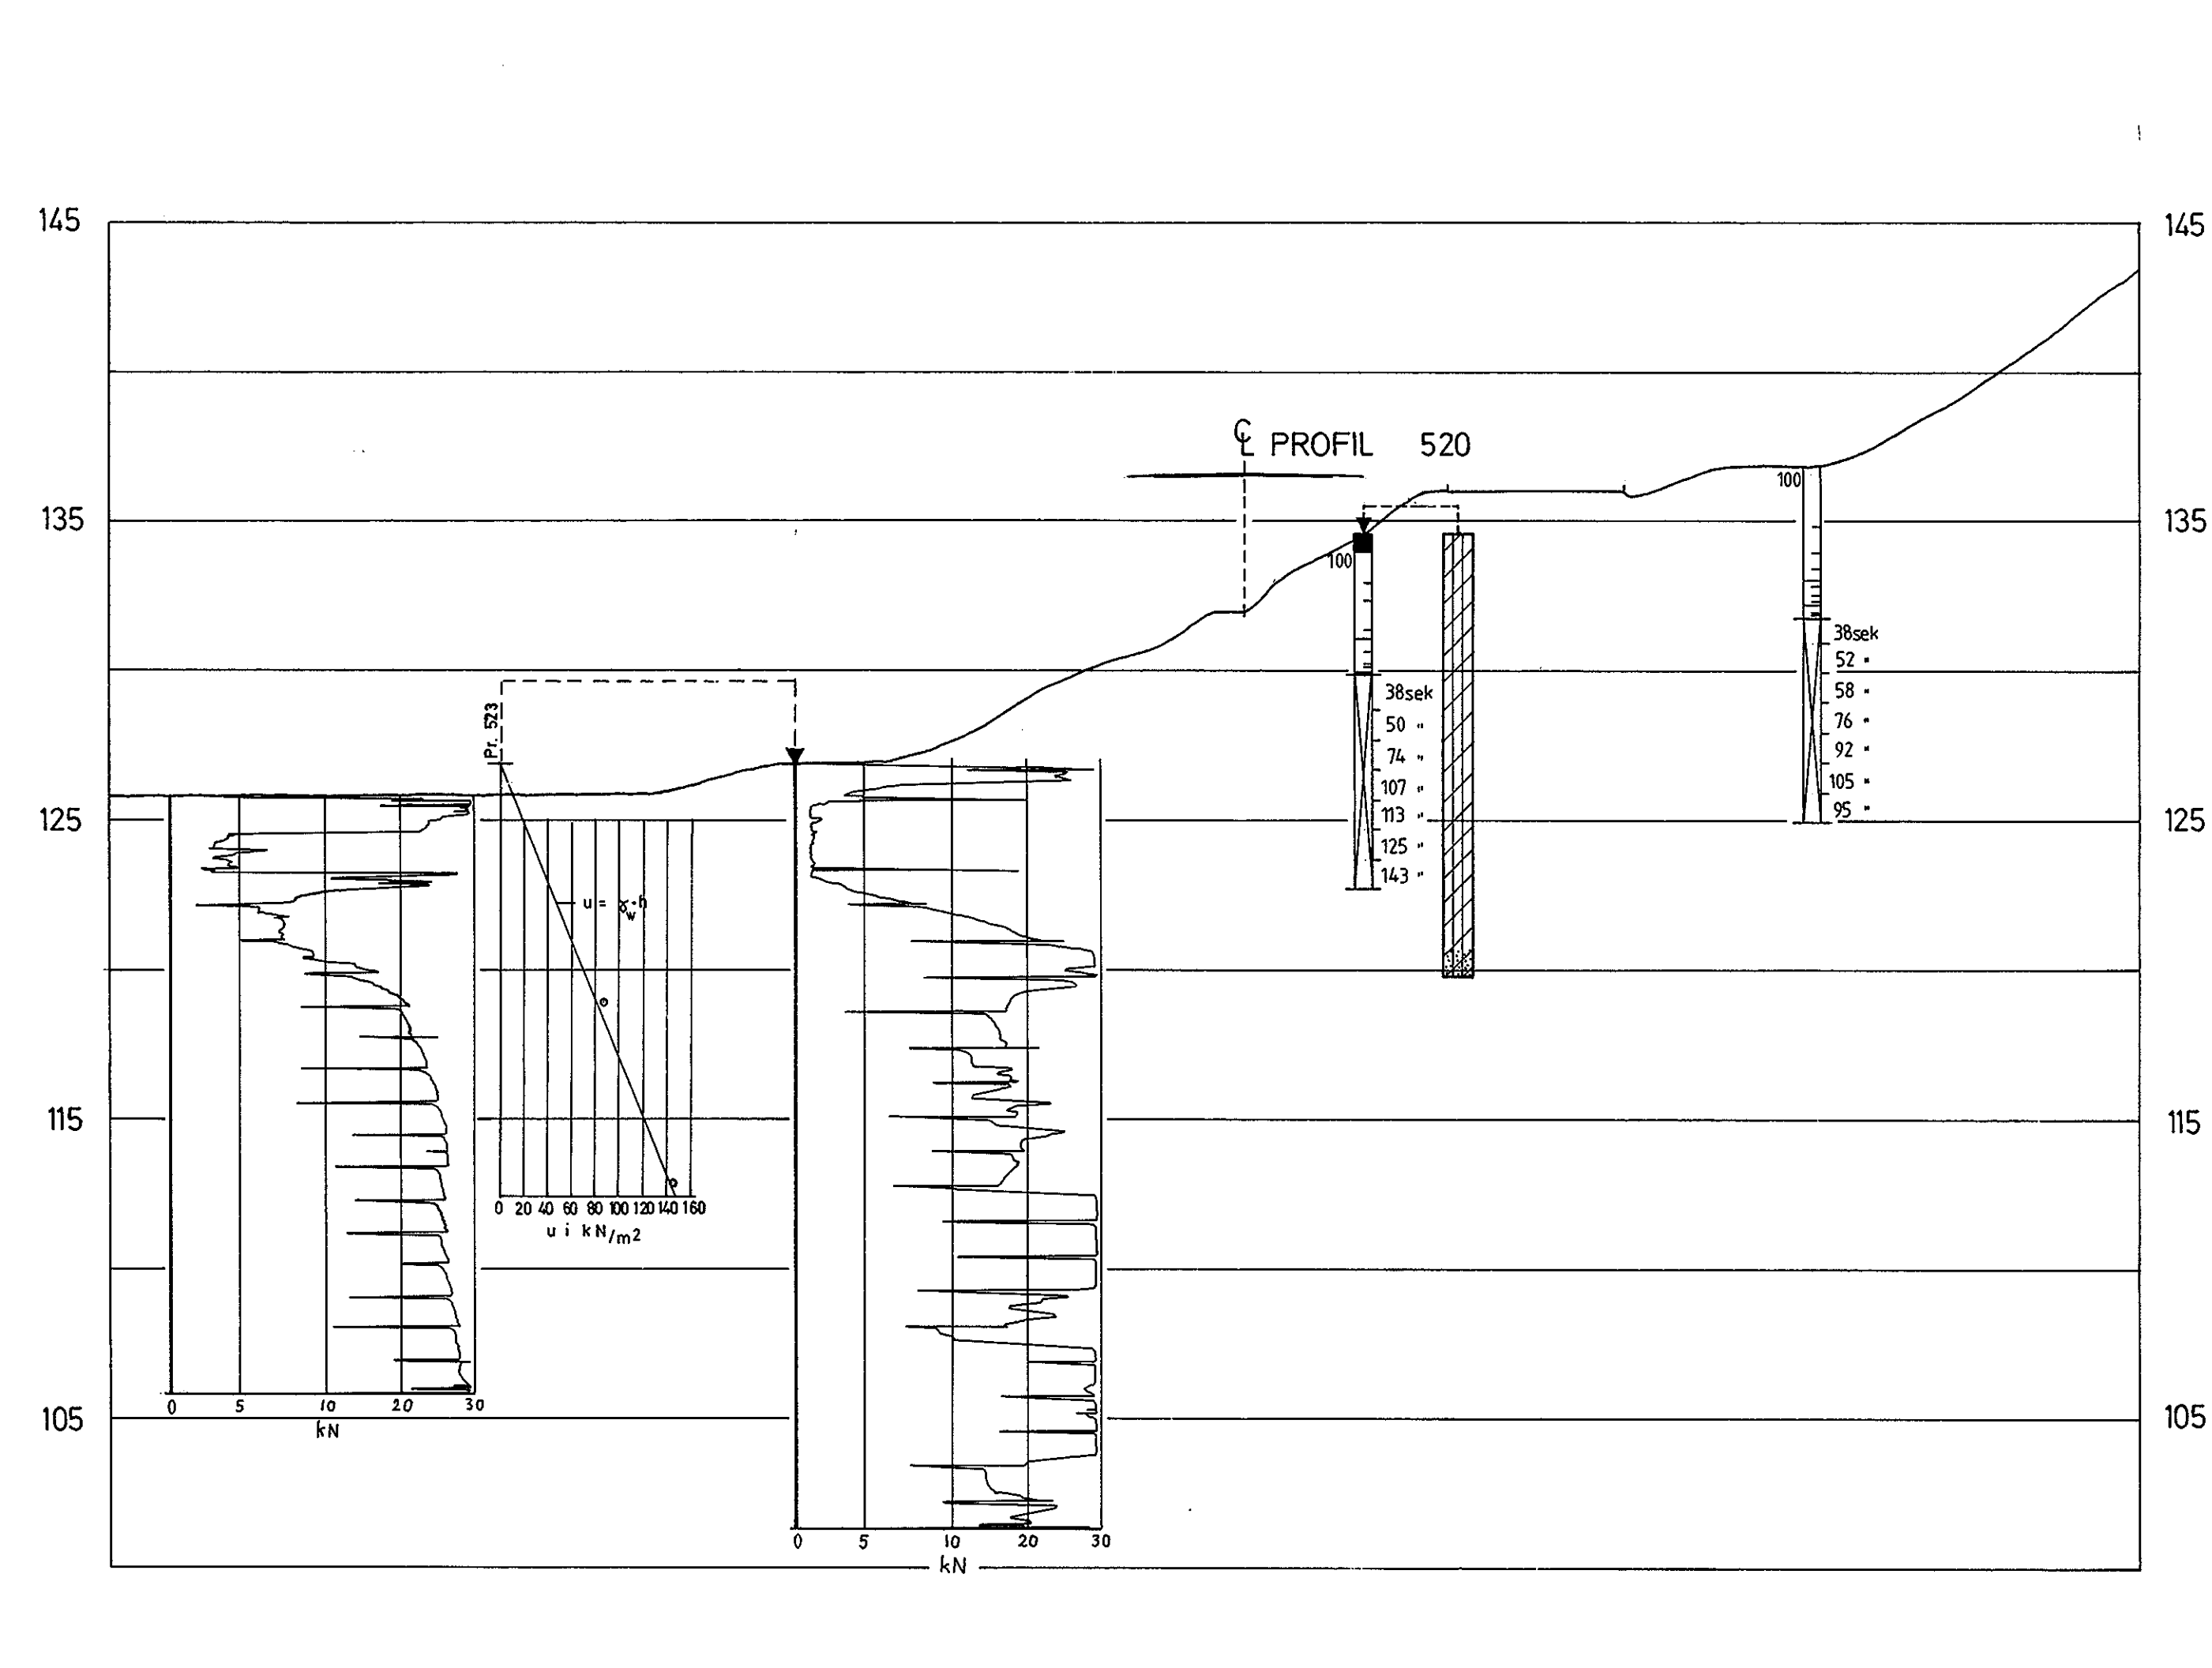 145 145
℄ PROFIL 520
100
135 135
100
38sek
52 "
58 "
76 "
92 "
105 "
95 "
38sek
50 "
74 "
107 "
113 "
125 "
143 "
Pr. 523
125 125
u = γw·h
115 115
0 20 40 60 80 100 120 140 160
u i kN/m2
0 5 10 20 30
kN
105 105
0 5 10 20 30
kN